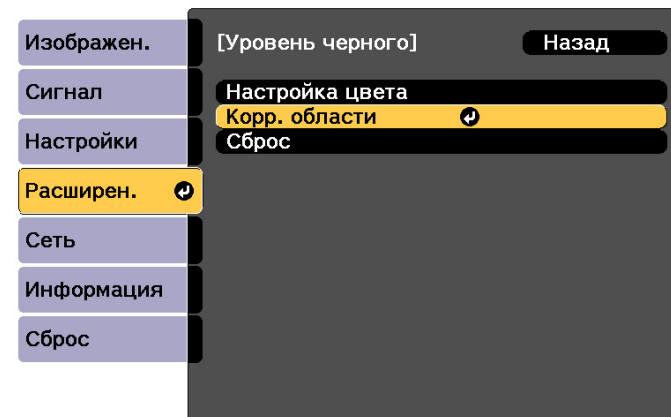 Изображен.
Сигнал
Настройки
Расширен.
Сеть
Информация
Сброс
[Уровень черного] Назад
Настройка цвета
Корр. области
Сброс